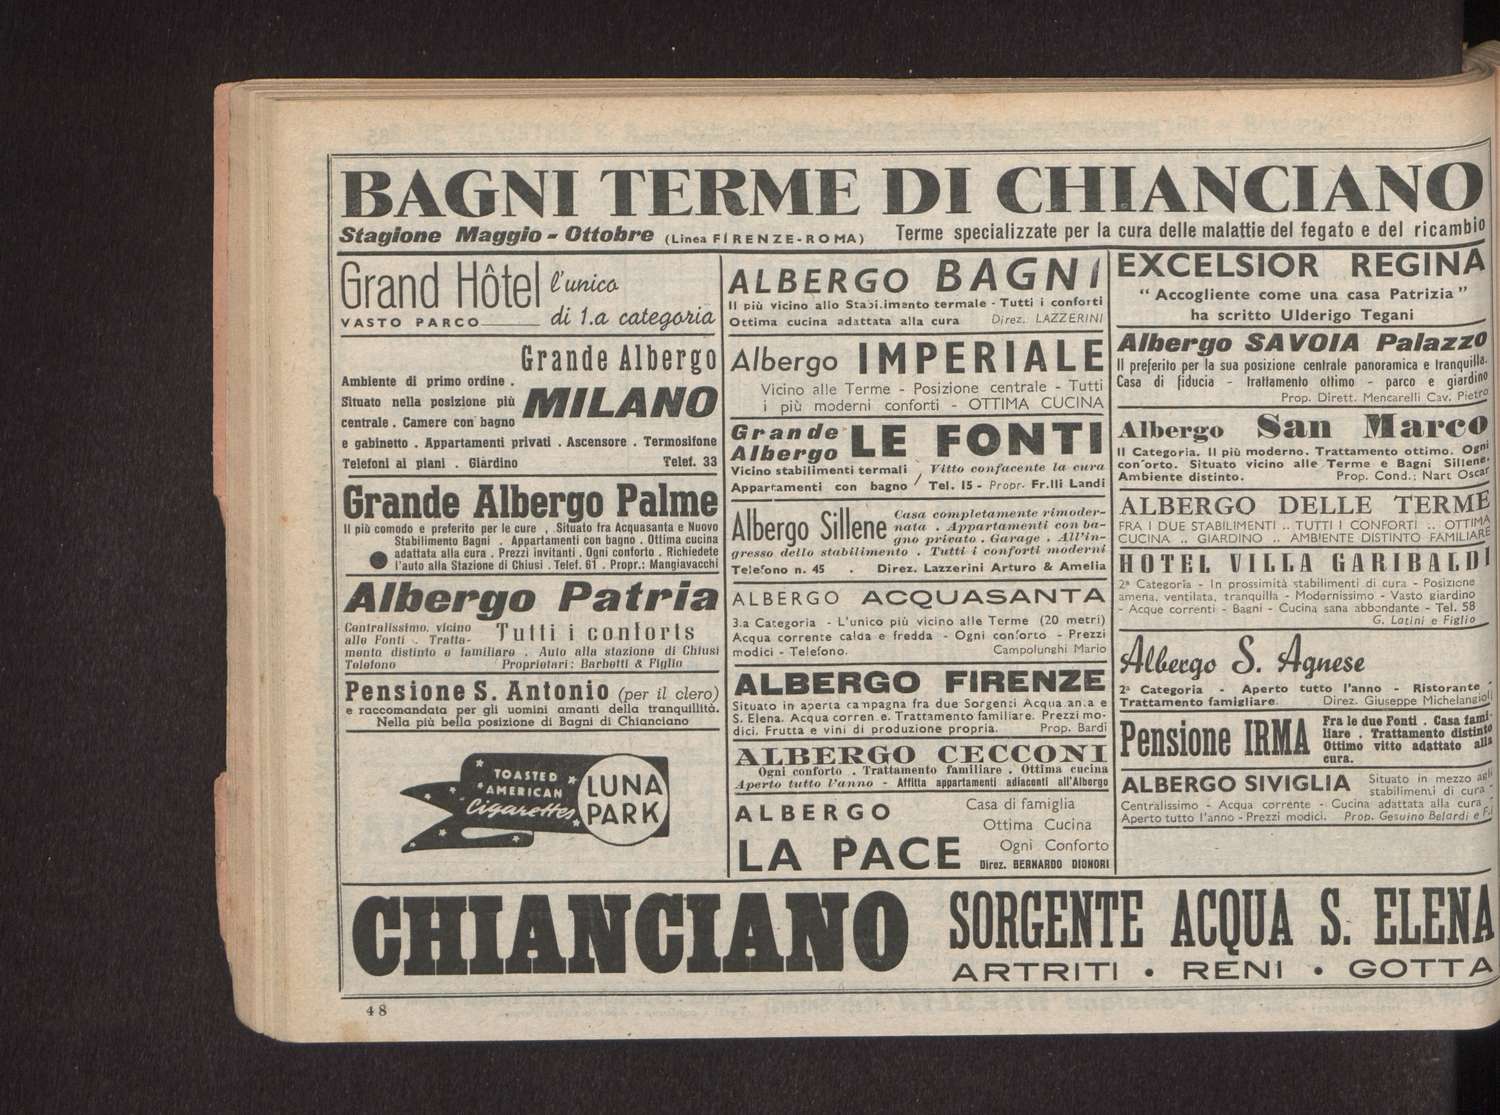 BAGNI TERME DI CHIANCIANO
Stagione Maggio - Ottobre (Linea FIRENZE-ROMA) Terme specializzate per la cura delle malattie del fegato e del ricambio
Grand Hôtel l'unico
VASTO PARCO di 1.a categoria
Grande Albergo
Ambiente di primo ordine .
Situato nella posizione più MILANO
centrale . Camere con bagno
e gabinetto . Appartamenti privati . Ascensore . Termosifone
Telefoni ai piani . Giardino Telef. 33
Grande Albergo Palme
Il più comodo e preferito per le cure . Situato fra Acquasanta e Nuovo
Stabilimento Bagni . Appartamenti con bagno . Ottima cucina
adattata alla cura . Prezzi invitanti . Ogni conforto . Richiedete
l'auto alla Stazione di Chiusi . Telef. 61 . Propr.: Mangiavacchi
Albergo Patria
Centralissimo, vicino
alle Fonti . Tratta- Tutti i conforts
mento distinto e familiare . Auto alla stazione di Chiusi
Telefono Proprietari: Barbetti & Figlio
Pensione S. Antonio (per il clero)
e raccomandata per gli uomini amanti della tranquillità.
Nella più bella posizione di Bagni di Chianciano
TOASTED
AMERICAN
Cigarettes
LUNA
PARK
ALBERGO BAGNI
Il più vicino allo Stabilimento termale - Tutti i conforti
Ottima cucina adattata alla cura Direz. LAZZERINI
Albergo IMPERIALE
Vicino alle Terme - Posizione centrale - Tutti
i più moderni conforti - OTTIMA CUCINA
Grande
Albergo LE FONTI
Vicino stabilimenti termali / Vitto confacente la cura
Appartamenti con bagno / Tel. 15 - Propr. Fr.lli Landi
Albergo Sillene Casa completamente rimoder-
nata . Appartamenti con ba-
gno privato . Garage . All'in-
gresso dello stabilimento . Tutti i conforti moderni
Telefono n. 45 . Direz. Lazzerini Arturo & Amelia
ALBERGO ACQUASANTA
3.a Categoria - L'unico più vicino alle Terme (20 metri)
Acqua corrente calda e fredda - Ogni conforto - Prezzi
modici - Telefono. Campolunghi Mario
ALBERGO FIRENZE
Situato in aperta campagna fra due Sorgenti Acqua santa e
S. Elena. Acqua corrente. Trattamento familiare. Prezzi mo-
dici. Frutta e vini di produzione propria. Prop. Bardi
ALBERGO CECCONI
Ogni conforto . Trattamento familiare . Ottima cucina
Aperto tutto l'anno - Affitta appartamenti adiacenti all'Albergo
ALBERGO Casa di famiglia
Ottima Cucina
LA PACE Ogni Conforto
Direz. BERNARDO DIONORI
EXCELSIOR REGINA
" Accogliente come una casa Patrizia "
ha scritto Ulderigo Tegani
Albergo SAVOIA Palazzo
Il preferito per la sua posizione centrale panoramica e tranquilla.
Casa di fiducia - trattamento ottimo - parco e giardino
Prop. Dirett. Mencarelli Cav. Pietro
Albergo San Marco
II Categoria. Il più moderno. Trattamento ottimo. Ogni
conforto. Situato vicino alle Terme e Bagni Sillene.
Ambiente distinto. Prop. Cond.: Nart Oscar
ALBERGO DELLE TERME
FRA I DUE STABILIMENTI .. TUTTI I CONFORTI .. OTTIMA
CUCINA .. GIARDINO .. AMBIENTE DISTINTO FAMILIARE
HOTEL VILLA GARIBALDI
2ª Categoria - In prossimità stabilimenti di cura - Posizione
amena, ventilata, tranquilla - Modernissimo - Vasto giardino
- Acque correnti - Bagni - Cucina sana abbondante - Tel. 58
G. Latini e Figlio
Albergo S. Agnese
2ª Categoria - Aperto tutto l'anno - Ristorante -
Trattamento famigliare. Direz. Giuseppe Michelangioli
Pensione IRMA Fra le due Fonti . Casa fami-
liare . Trattamento distinto
Ottimo vitto adattato alla
cura.
ALBERGO SIVIGLIA Situato in mezzo agli
stabilimenti di cura -
Centralissimo - Acqua corrente - Cucina adattata alla cura -
Aperto tutto l'anno - Prezzi modici. Prop. Gesuino Belardi e
CHIANCIANO SORGENTE ACQUA S. ELENA
ARTRITI • RENI • GOTTA
48